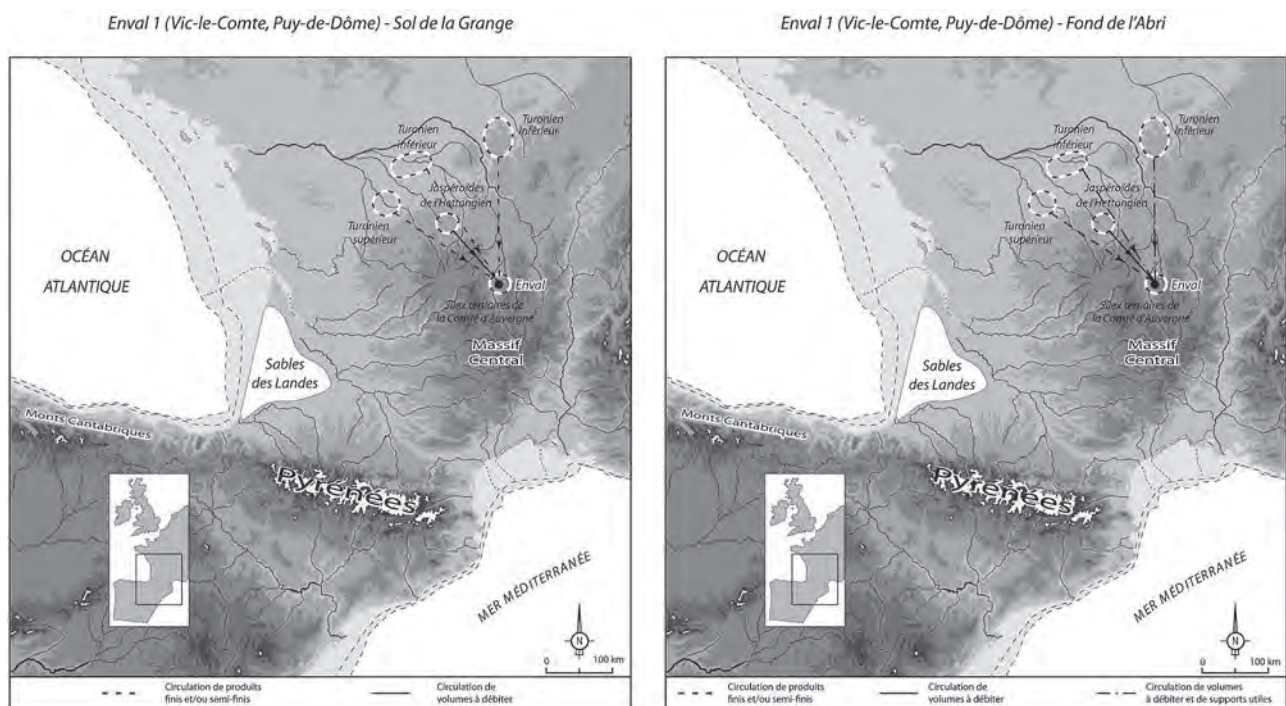 Enval 1 (Vic-le-Comte, Puy-de-Dôme) - Sol de la Grange
Turonien
inférieur
Turonien
inférieur
Jaspéroïdes
de l'Hettangien
Turonien
supérieur
OCÉAN
ATLANTIQUE
Enval
Silex tertiaires de
la Comté d'Auvergne
Massif
Central
Sables
des Landes
Monts Cantabriques
Pyrénées
MER MÉDITERRANÉE
N
0 100 km
Circulation de produits
finis et/ou semi-finis
Circulation de
volumes à débiter
Enval 1 (Vic-le-Comte, Puy-de-Dôme) - Fond de l'Abri
Turonien
inférieur
Turonien
inférieur
Jaspéroïdes
de l'Hettangien
Turonien
supérieur
OCÉAN
ATLANTIQUE
Enval
Silex tertiaires de
la Comté d'Auvergne
Massif
Central
Sables
des Landes
Monts Cantabriques
Pyrénées
MER MÉDITERRANÉE
N
0 100 km
Circulation de produits
finis et/ou semi-finis
Circulation de
volumes à débiter
Circulation de volumes
à débiter et de supports utiles